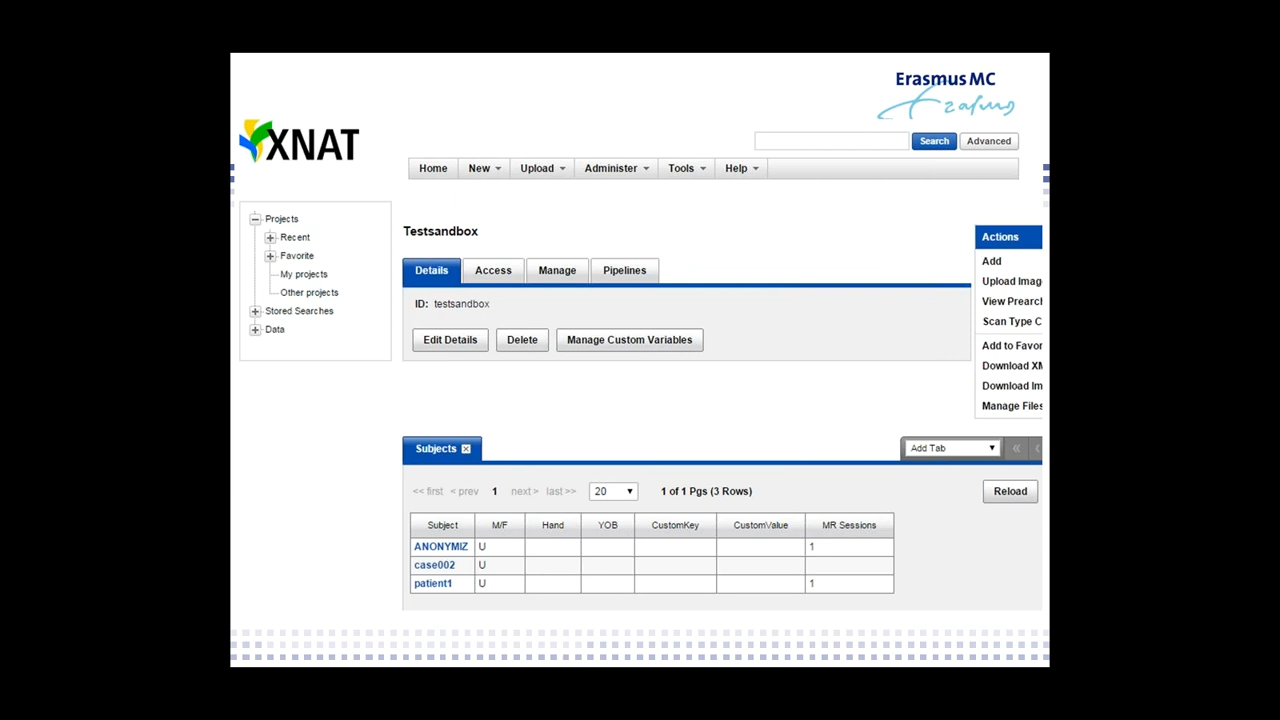 Erasmus MC
Erasmus
XNAT
Search Advanced
Home New Upload Administer Tools Help
Projects
Recent
Favorite
My projects
Other projects
Stored Searches
Data
Testsandbox
Details Access Manage Pipelines
ID: testsandbox
Edit Details Delete Manage Custom Variables
Actions
Add
Upload Imag
View Prearch
Scan Type C
Add to Favor
Download XM
Download Im
Manage Files
Subjects
Add Tab
<< first < prev 1 next > last >> 20 1 of 1 Pgs (3 Rows) Reload
Subject M/F Hand YOB CustomKey CustomValue MR Sessions
ANONYMIZ U 1
case002 U
patient1 U 1